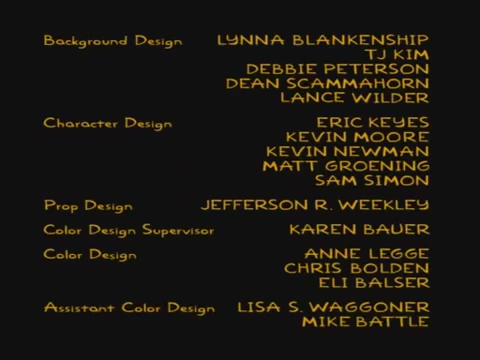 Background Design LYNNA BLANKENSHIP
TJ KIM
DEBBIE PETERSON
DEAN SCAMMAHORN
LANCE WILDER
Character Design ERIC KEYES
KEVIN MOORE
KEVIN NEWMAN
MATT GROENING
SAM SIMON
Prop Design JEFFERSON R. WEEKLEY
Color Design Supervisor KAREN BAUER
Color Design ANNE LEGGE
CHRIS BOLDEN
ELI BALSER
Assistant Color Design LISA S. WAGGONER
MIKE BATTLE